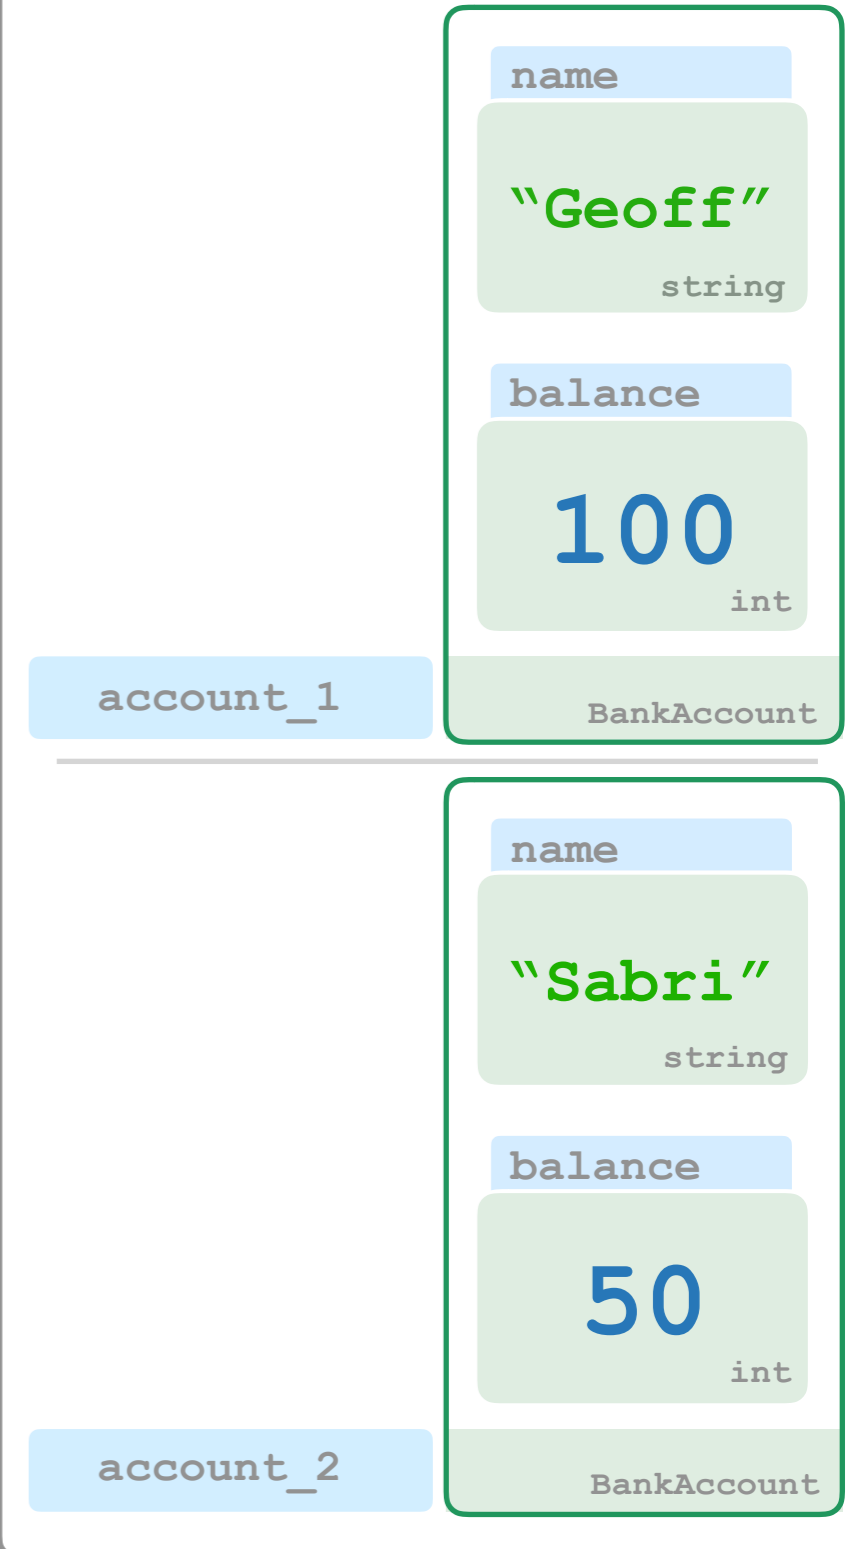 name
“Geoff”
string
balance
100
int
account_1
BankAccount
name
“Sabri”
string
balance
50
int
account_2
BankAccount